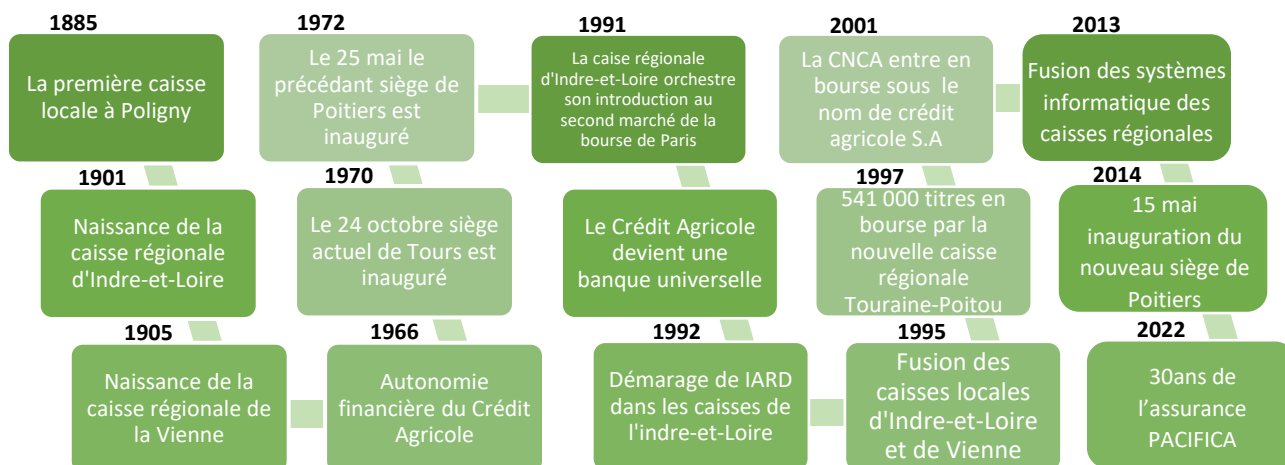 1885
La première caisse
locale à Poligny
1901
Naissance de la
caisse régionale
d'Indre-et-Loire
1905
Naissance de la
caisse régionale de
la Vienne
1966
Autonomie
financière du Crédit
Agricole
1970
Le 24 octobre siège
actuel de Tours est
inauguré
1972
Le 25 mai le
précédant siège de
Poitiers est
inauguré
1991
La caise régionale
d'Indre-et-Loire orchestre
son introduction au
second marché de la
bourse de Paris
Le Crédit Agricole
devient une
banque universelle
1992
Démarage de IARD
dans les caisses de
l'indre-et-Loire
1995
Fusion des
caisses locales
d'Indre-et-Loire
et de Vienne
1997
541 000 titres en
bourse par la
nouvelle caisse
régionale
Touraine-Poitou
2001
La CNCA entre en
bourse sous le
nom de crédit
agricole S.A
2013
Fusion des systèmes
informatique des
caisses régionales
2014
15 mai
inauguration du
nouveau siège de
Poitiers
2022
30ans de
l’assurance
PACIFICA